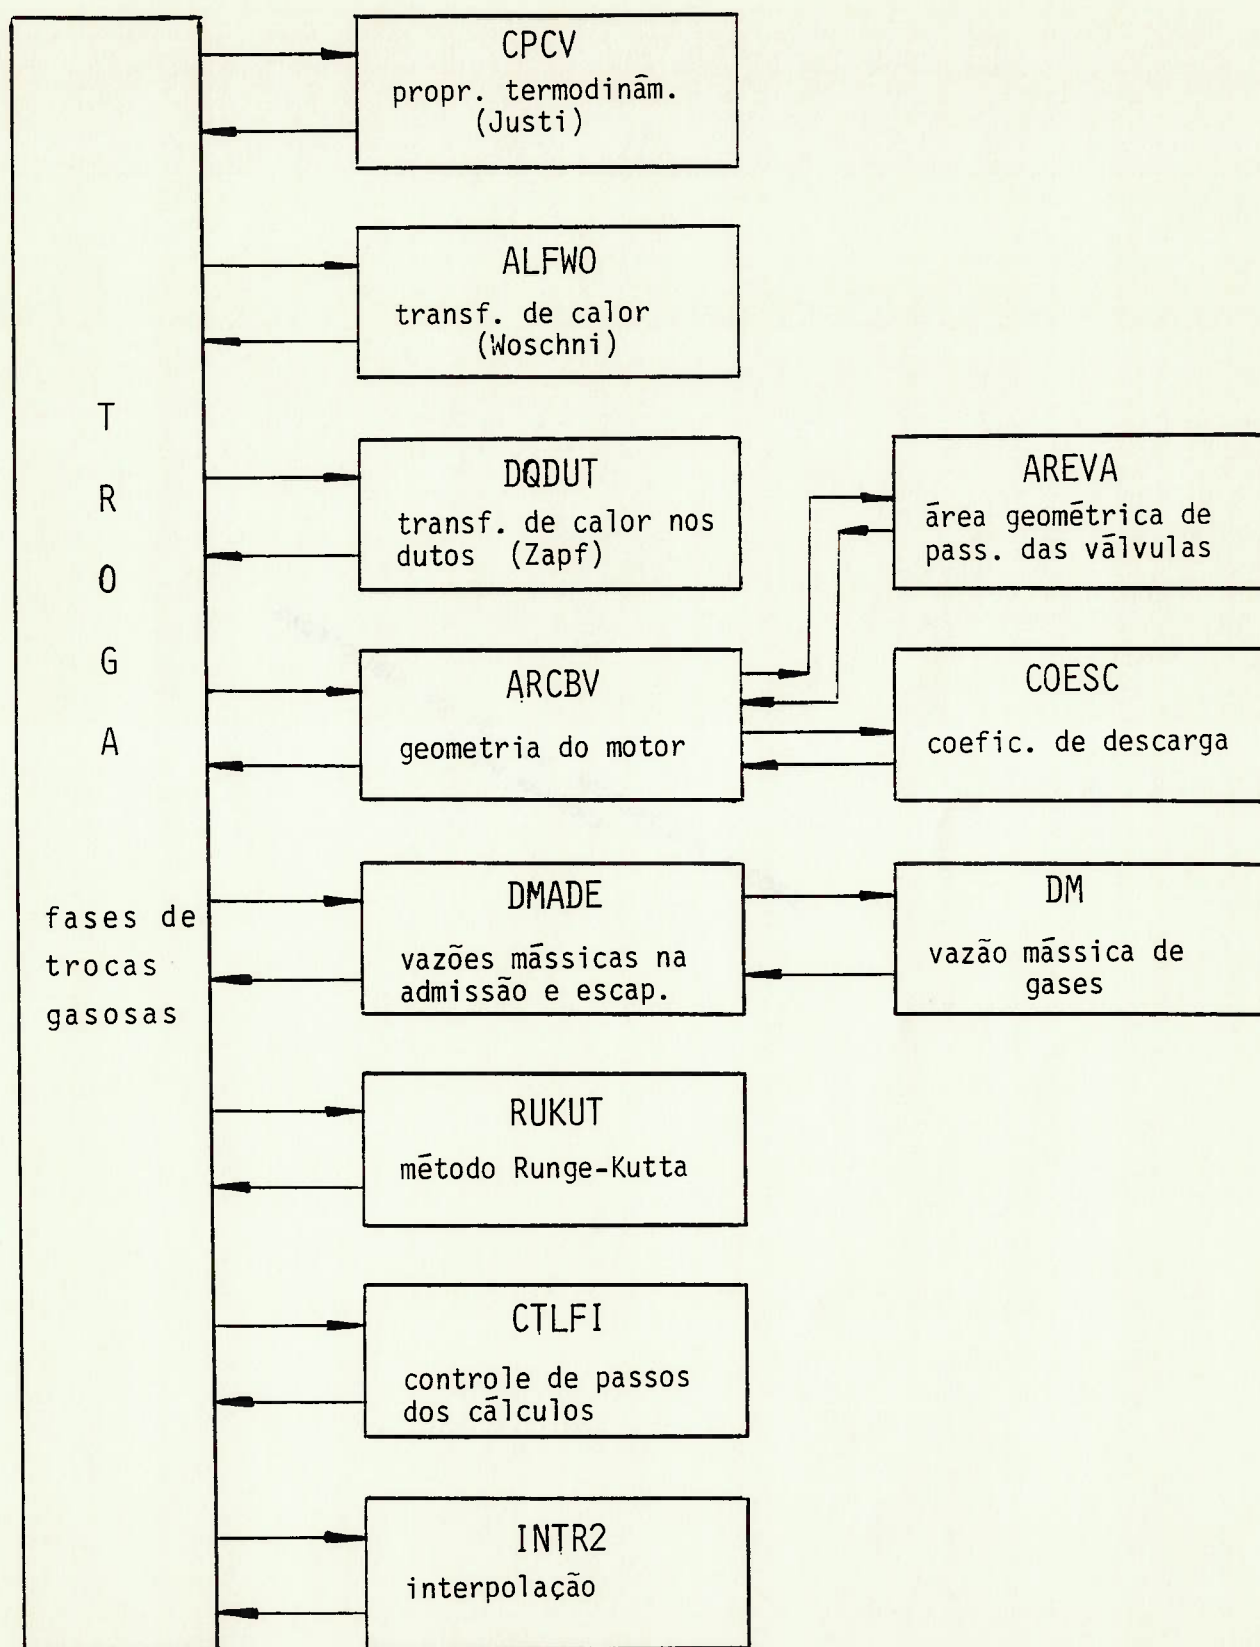 T
R
O
G
A
fases de
trocas
gasosas
CPCV
propr. termodinâm.
(Justi)
ALFWO
transf. de calor
(Woschni)
DQDUT
transf. de calor nos
dutos (Zapf)
ARCBV
geometria do motor
AREVA
área geométrica de
pass. das válvulas
COESC
coefic. de descarga
DMADE
vazões mássicas na
admissão e escap.
DM
vazão mássica de
gases
RUKUT
método Runge-Kutta
CTLFI
controle de passos
dos cálculos
INTR2
interpolação